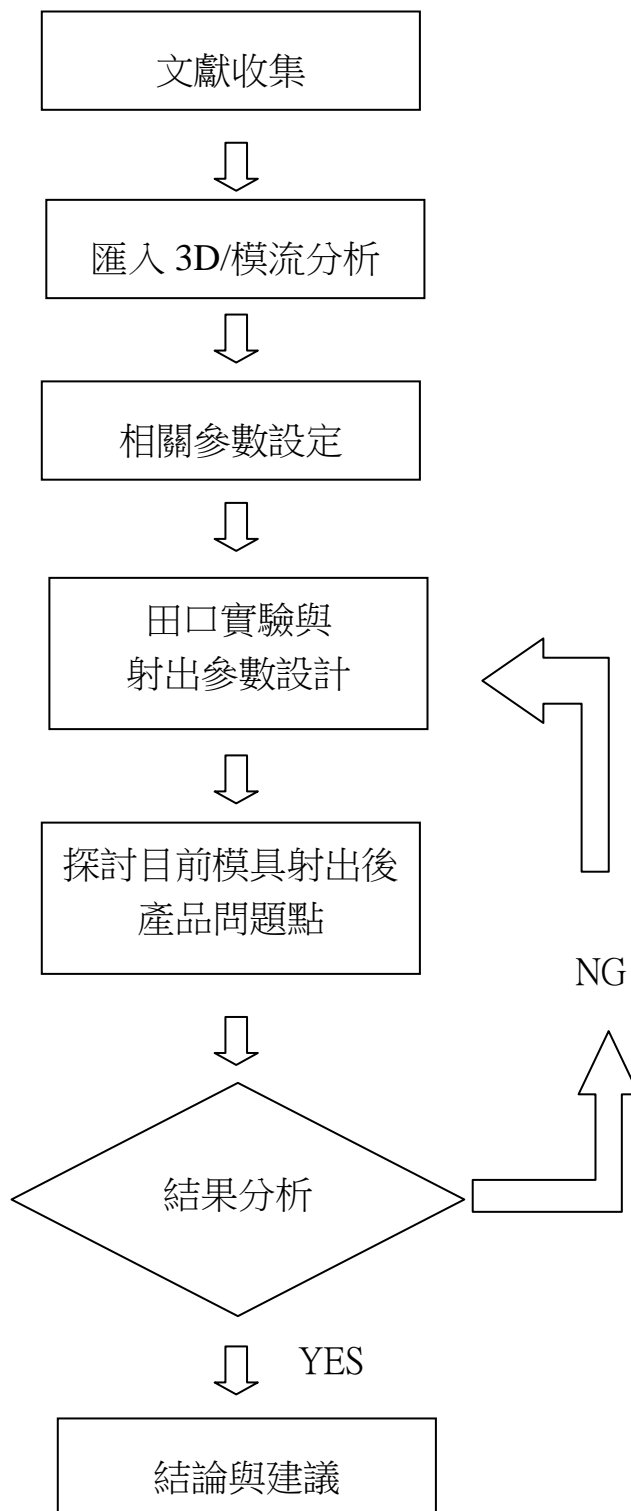 文獻收集
匯入 3D/模流分析
相關參數設定
田口實驗與
射出參數設計
探討目前模具射出後
產品問題點
NG
結果分析
YES
結論與建議